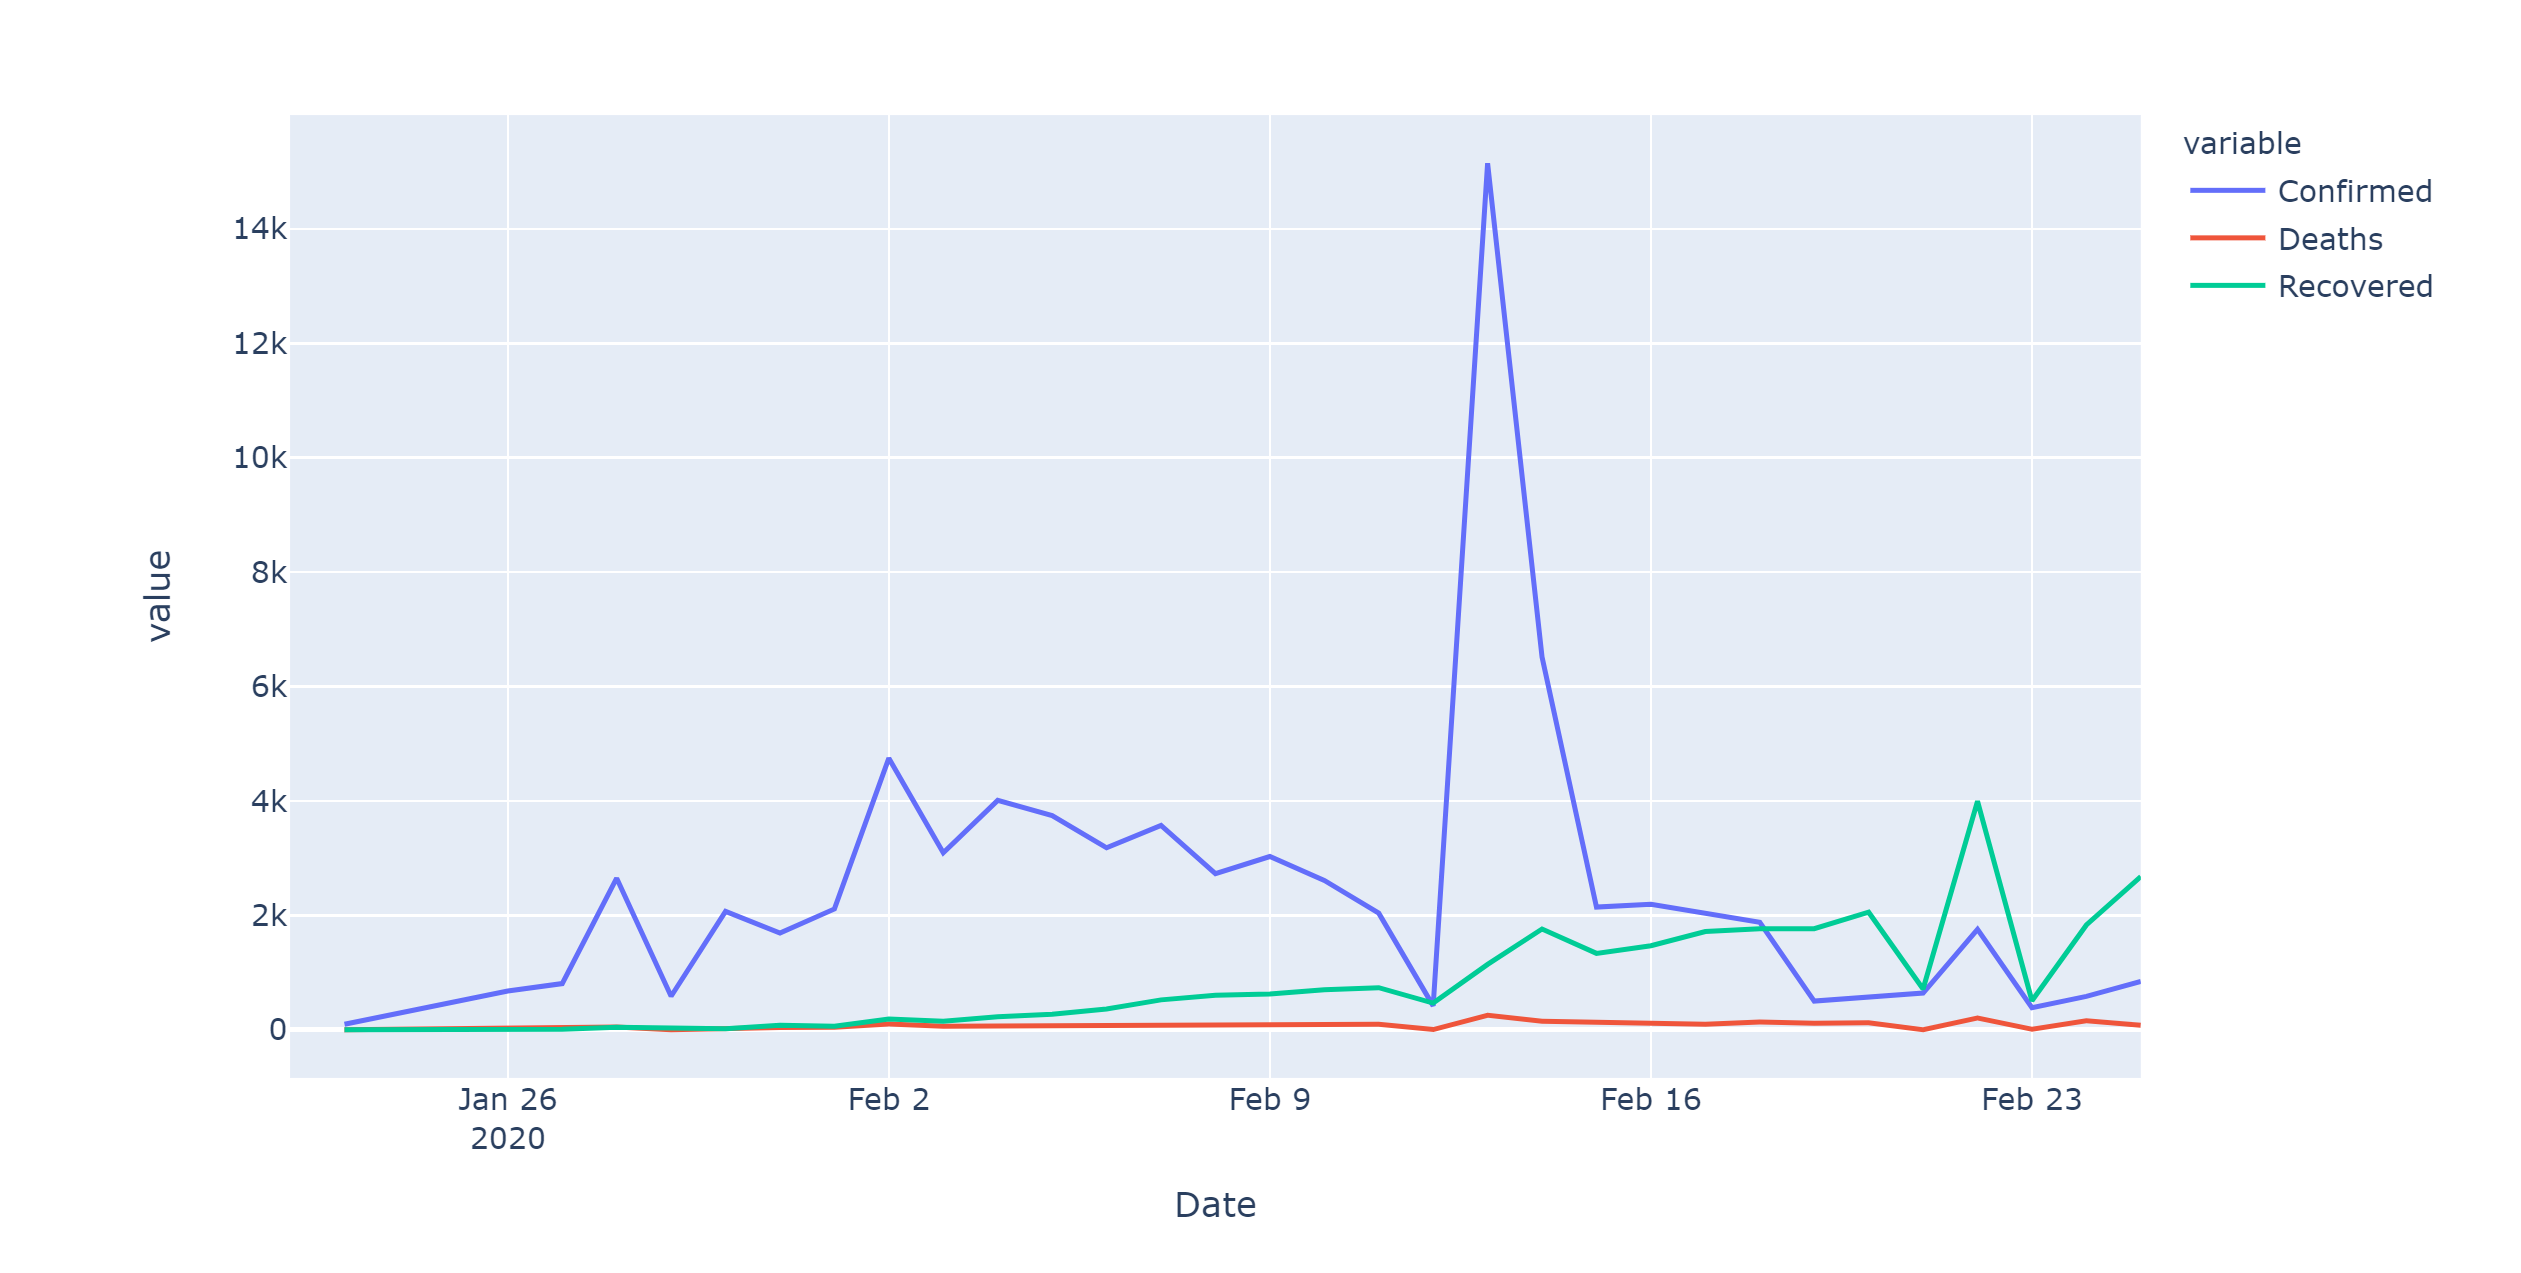 variable
Confirmed
Deaths
Recovered
14k
12k
10k
8k
6k
4k
2k
0
value
Jan 26
2020
Feb 2
Feb 9
Feb 16
Feb 23
Date